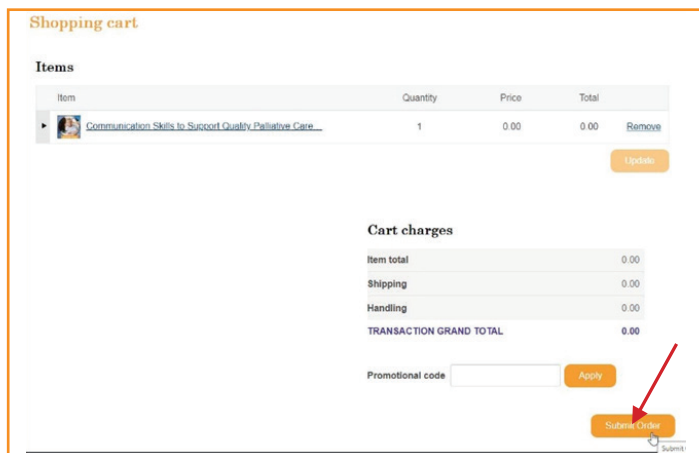 Shopping cart
Items
Item Quantity Price Total
Communication Skills to Support Quality Palliative Care... 1 0.00 0.00 Remove
Update
Cart charges
Item total 0.00
Shipping 0.00
Handling 0.00
TRANSACTION GRAND TOTAL 0.00
Promotional code Apply
Submit Order
Submit